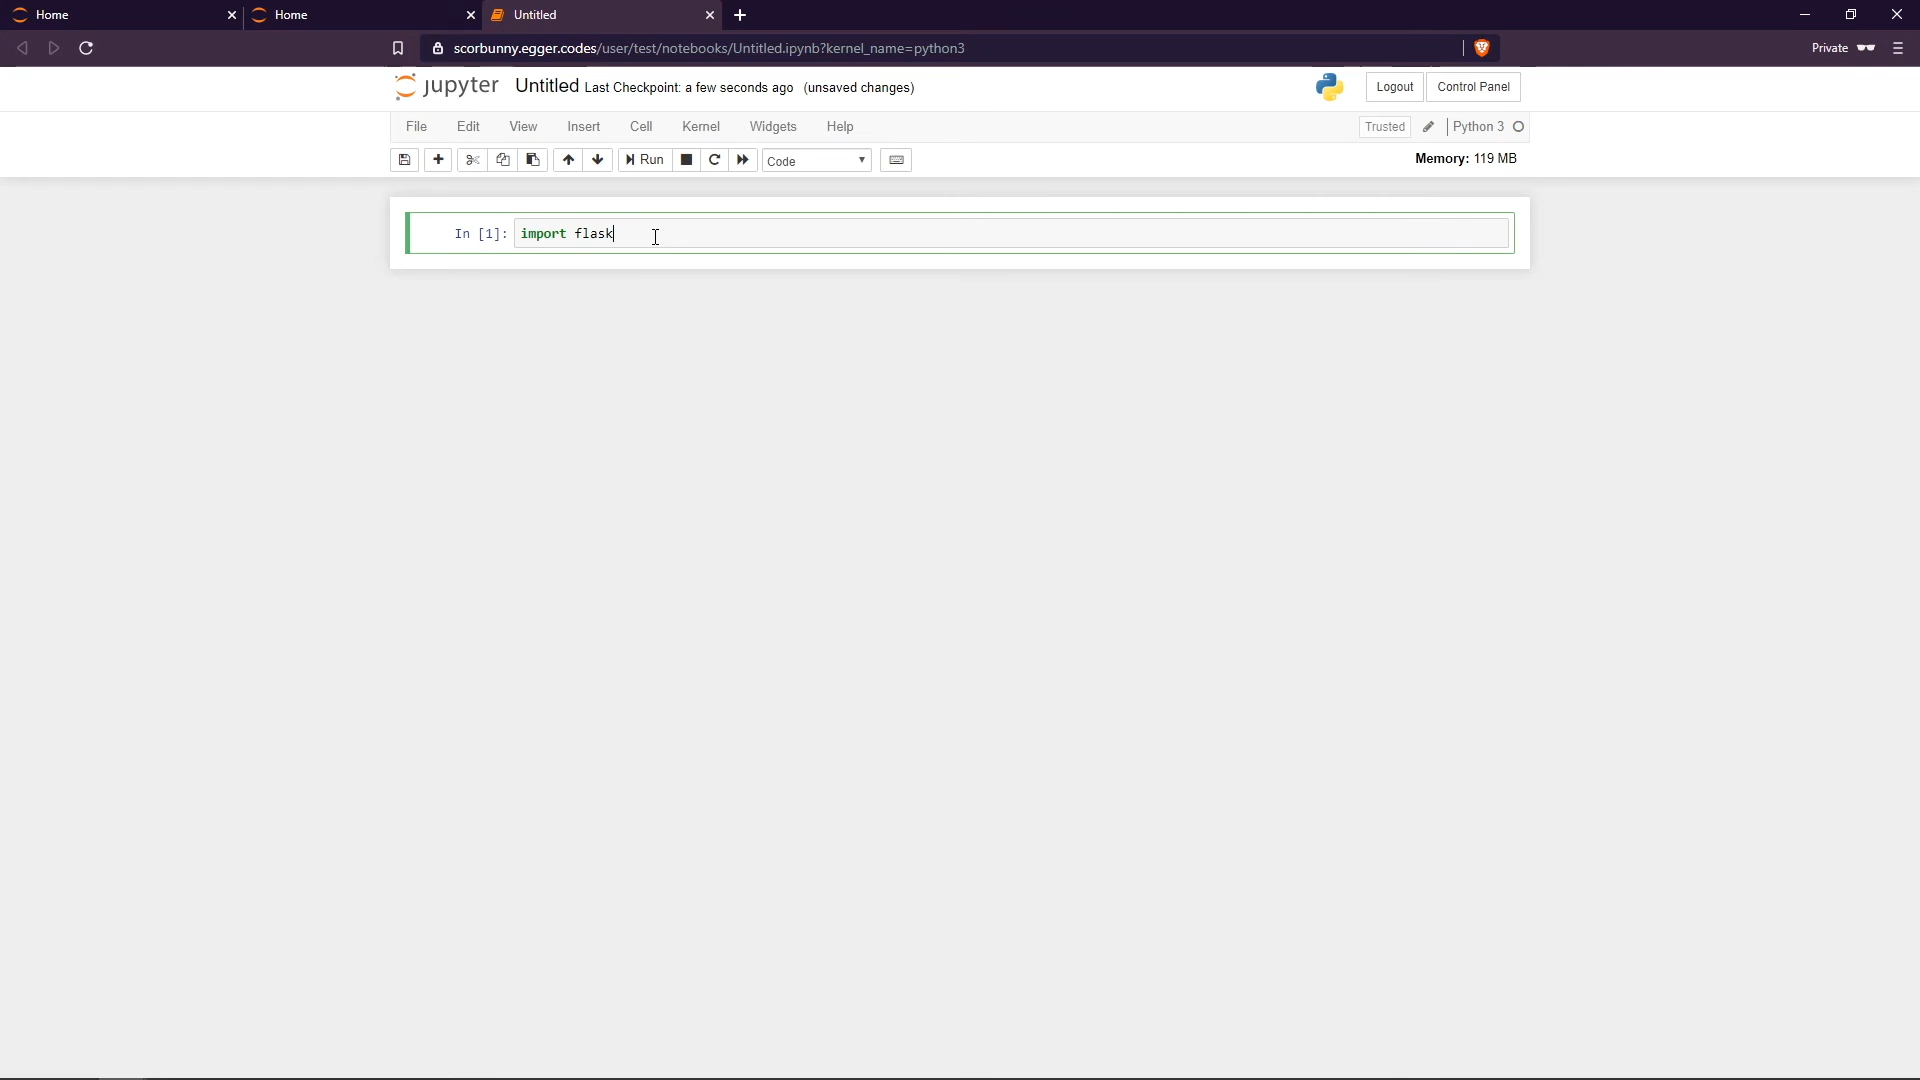 Home
Home
Untitled
scorbunny.egger.codes/user/test/notebooks/Untitled.ipynb?kernel_name=python3
Private
jupyter Untitled Last Checkpoint: a few seconds ago (unsaved changes)
Logout
Control Panel
File Edit View Insert Cell Kernel Widgets Help
Trusted
Python 3
Run
Code
Memory: 119 MB
In [1]: import flask